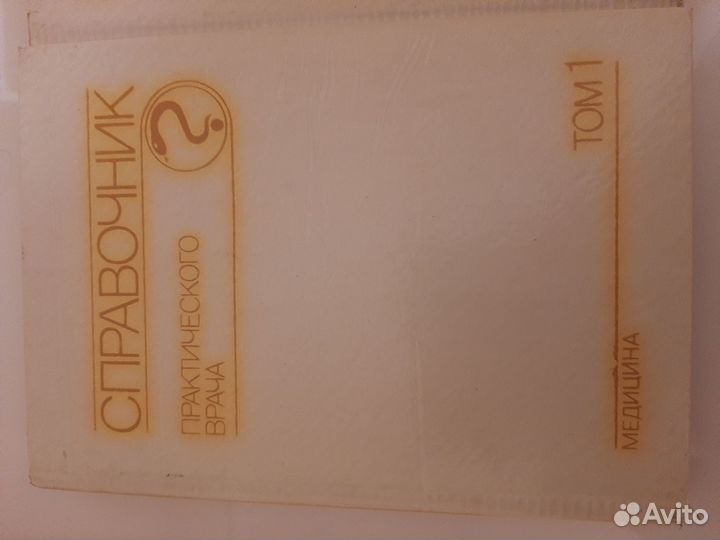 СПРАВОЧНИК
ПРАКТИЧЕСКОГО
ВРАЧА
ТОМ 1
МЕДИЦИНА
Avito